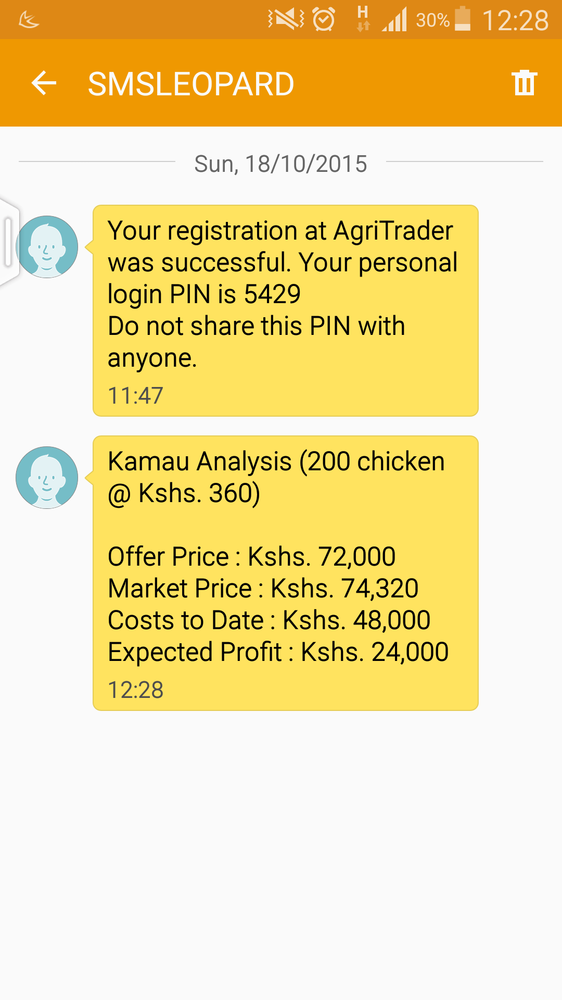 H 30% 12:28
SMSLEOPARD
Sun, 18/10/2015
Your registration at AgriTrader
was successful. Your personal
login PIN is 5429
Do not share this PIN with
anyone.
11:47
Kamau Analysis (200 chicken
@ Kshs. 360)
Offer Price : Kshs. 72,000
Market Price : Kshs. 74,320
Costs to Date : Kshs. 48,000
Expected Profit : Kshs. 24,000
12:28